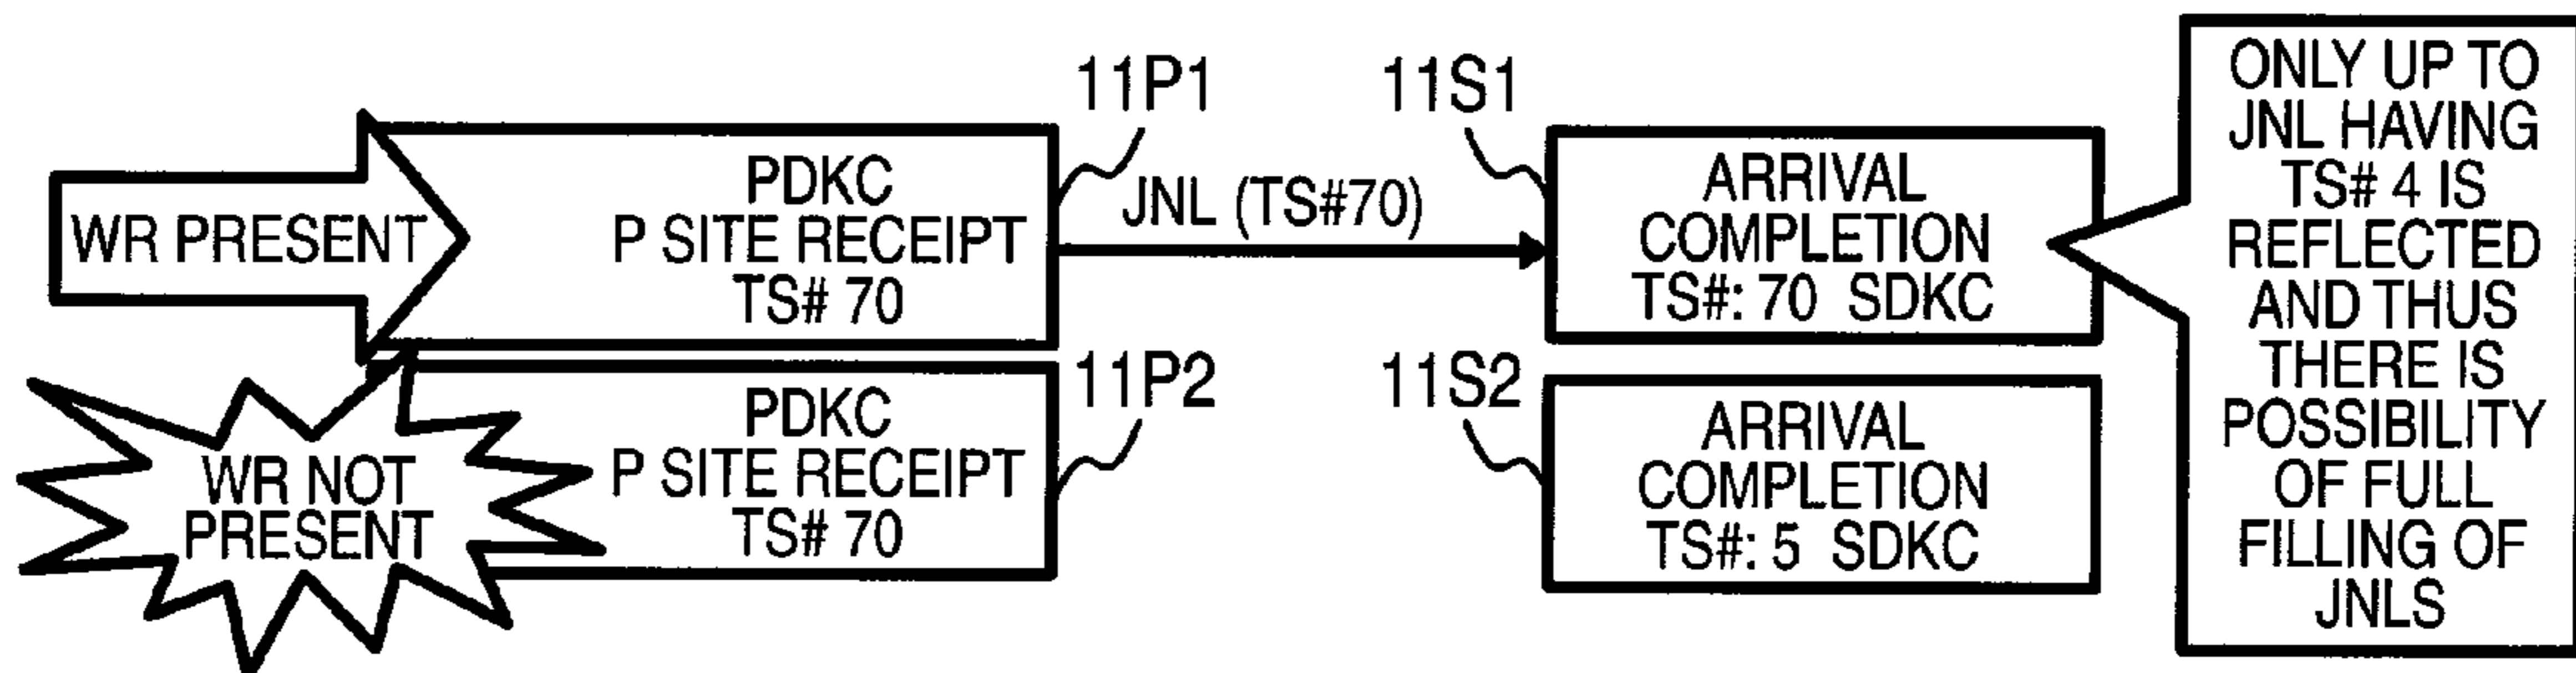 WR PRESENT
PDKC
P SITE RECEIPT
TS# 70
11P1
JNL (TS#70)
11S1
ARRIVAL
COMPLETION
TS#: 70 SDKC
WR NOT
PRESENT
PDKC
P SITE RECEIPT
TS# 70
11P2
11S2
ARRIVAL
COMPLETION
TS#: 5 SDKC
ONLY UP TO
JNL HAVING
TS# 4 IS
REFLECTED
AND THUS
THERE IS
POSSIBILITY
OF FULL
FILLING OF
JNLS